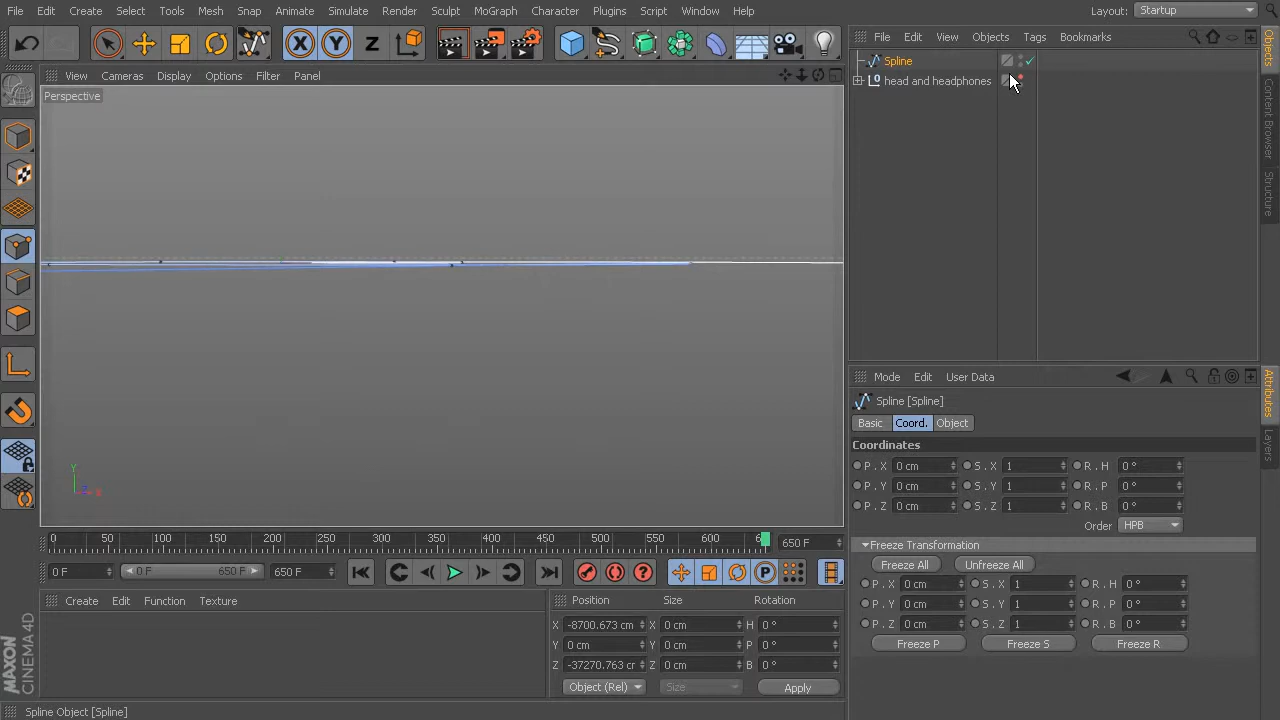 File Edit Create Select Tools Mesh Snap Animate Simulate Render Sculpt MoGraph Character Plugins Script Window Help Layout: Startup
X Y Z
File Edit View Objects Tags Bookmarks
Spline
head and headphones
View Cameras Display Options Filter Panel
Perspective
Y
Objects
Content Browser
Structure
Attributes
Layers
Mode Edit User Data
Spline [Spline]
Basic Coord. Object
Coordinates
P . X 0 cm S . X 1 R . H 0 °
P . Y 0 cm S . Y 1 R . P 0 °
P . Z 0 cm S . Z 1 R . B 0 °
Order HPB
Freeze Transformation
Freeze All Unfreeze All
P . X 0 cm S . X 1 R . H 0 °
P . Y 0 cm S . Y 1 R . P 0 °
P . Z 0 cm S . Z 1 R . B 0 °
Freeze P Freeze S Freeze R
0 50 100 150 200 250 300 350 400 450 500 550 600 650 F
0 F 0 F 650 F 650 F
Create Edit Function Texture
Position Size Rotation
X -8700.673 cm X 0 cm H 0 °
Y 0 cm Y 0 cm P 0 °
Z -37270.763 cr Z 0 cm B 0 °
Object (Rel) Size Apply
MAXON
CINEMA 4D
Spline Object [Spline]